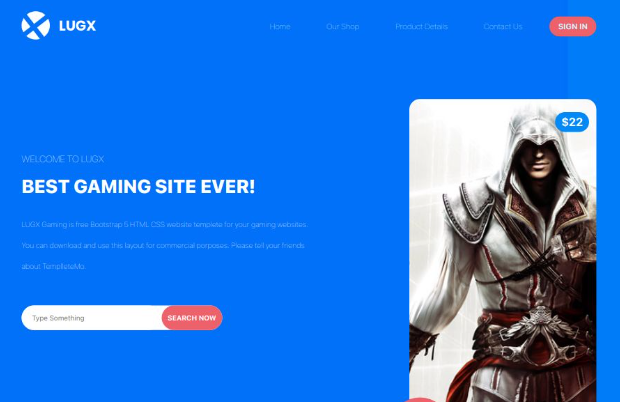 LUGX
Home
Our Shop
Product Details
Contact Us
SIGN IN
$22
WELCOME TO LUGX
BEST GAMING SITE EVER!
LUGX Gaming is free Bootstrap 5 HTML CSS website template for your gaming websites.
You can download and use this layout for commercial porposes. Please tell your friends
about TemplateMo.
Type Something
SEARCH NOW